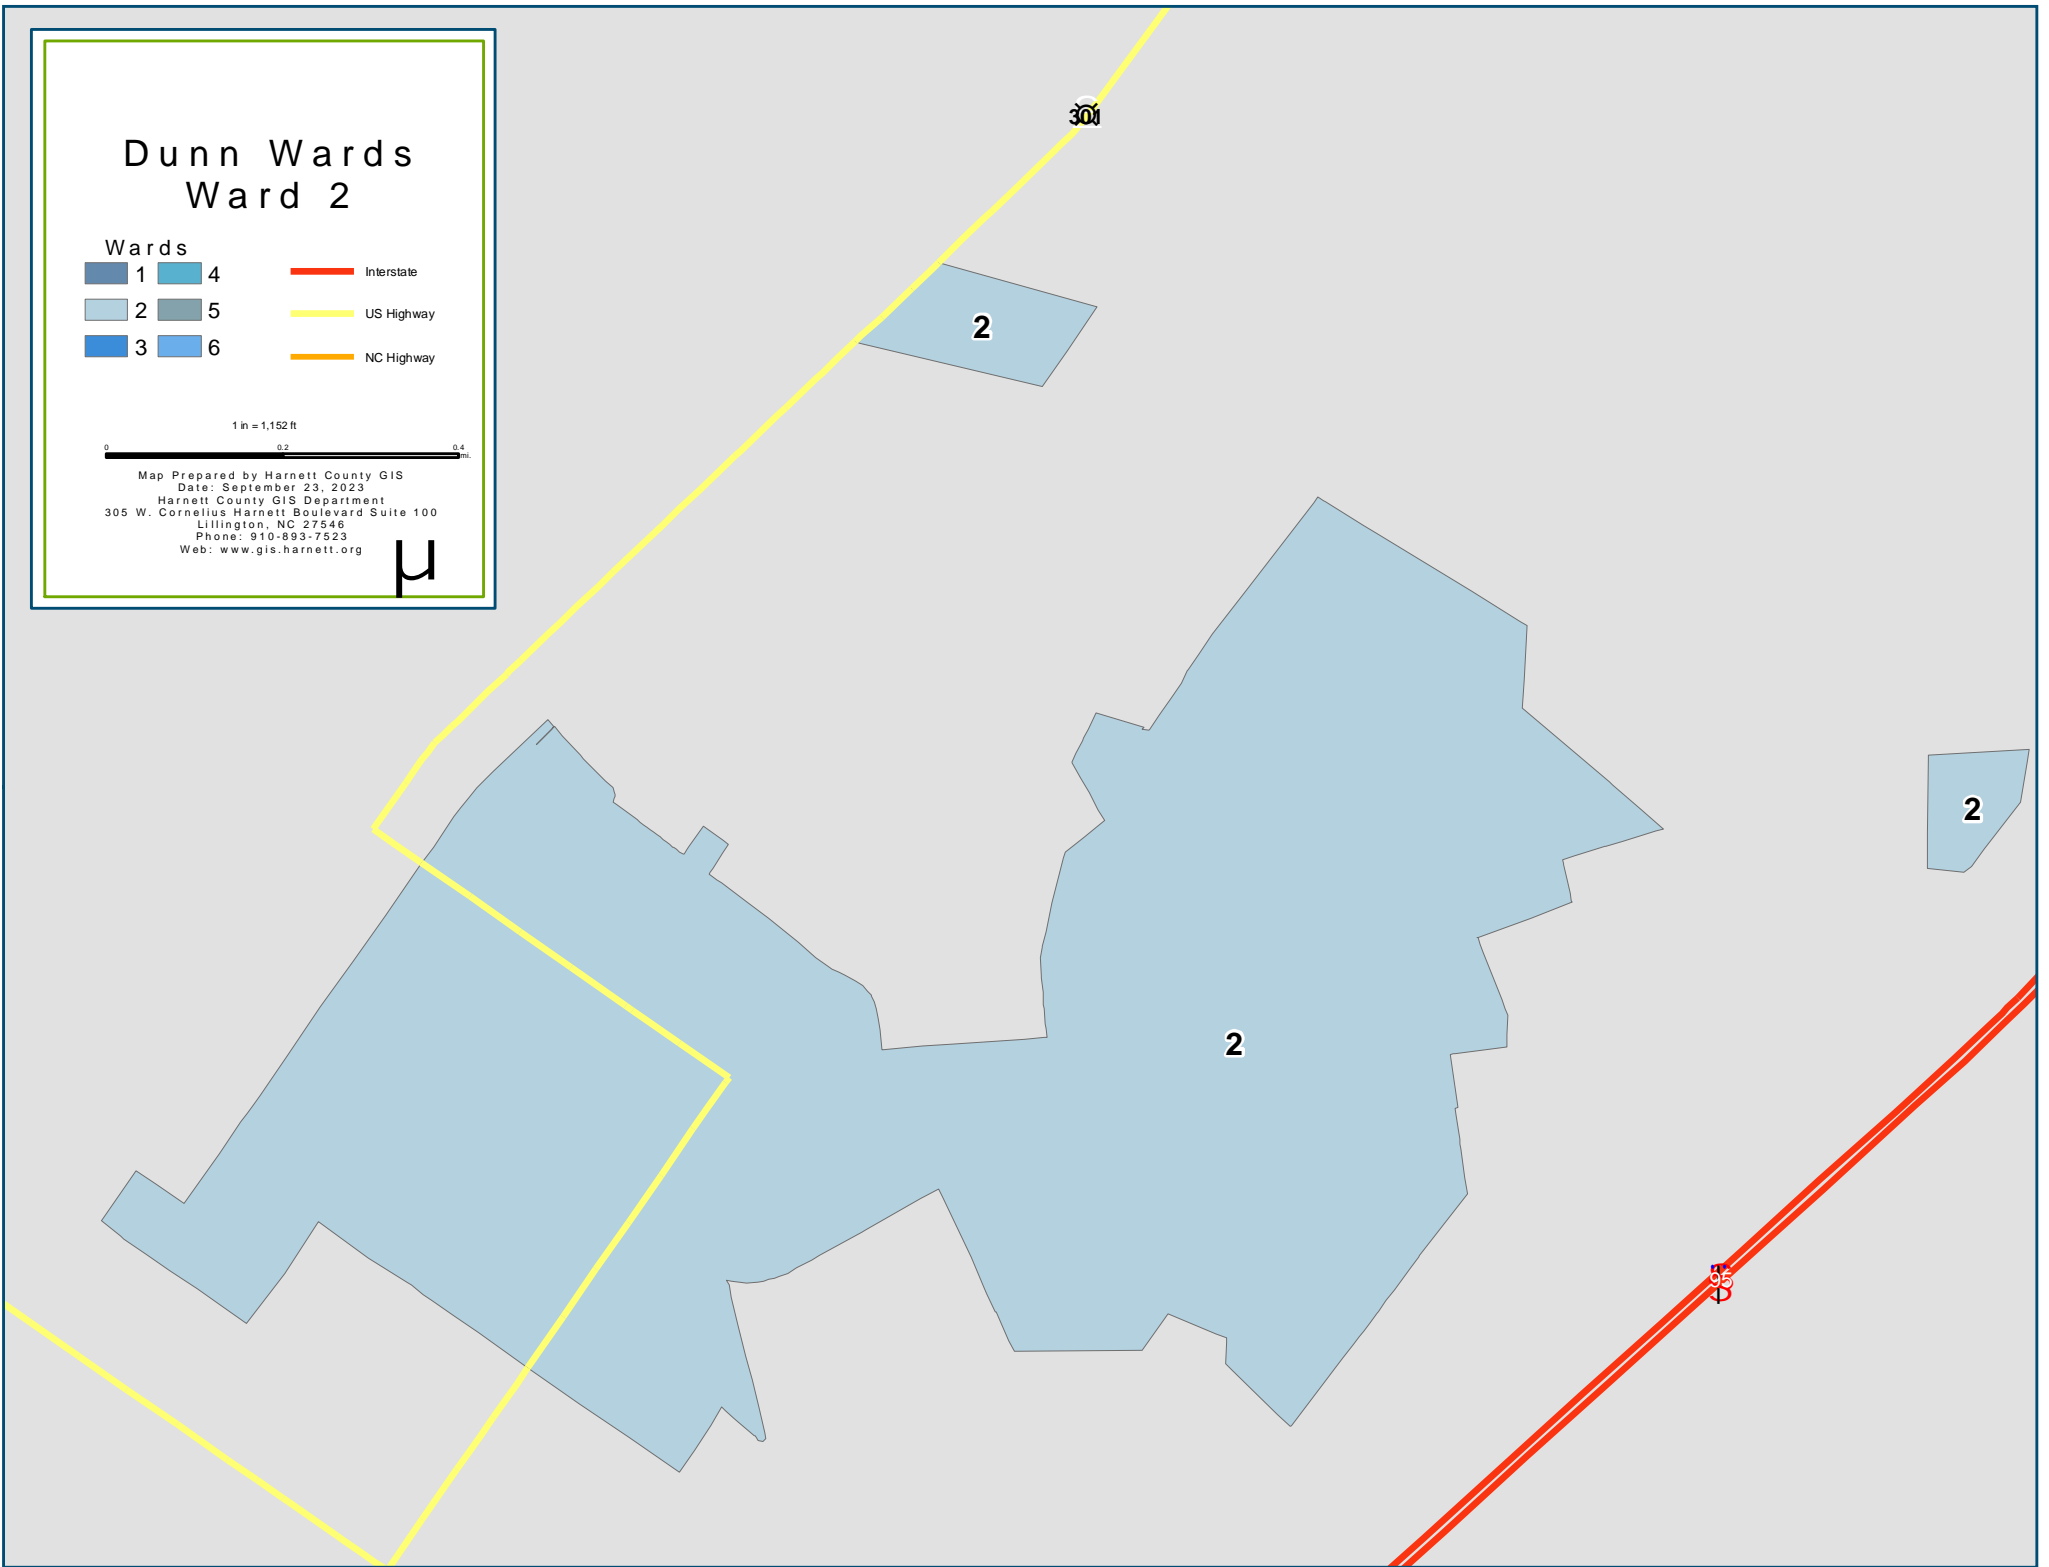 Dunn Wards
Ward 2
Wards
1 4
2 5
3 6
Interstate
US Highway
NC Highway
1 in = 1,152 ft
0 0.2 0.4
mi.
Map Prepared by Harnett County GIS
Date: September 23, 2023
Harnett County GIS Department
305 W. Cornelius Harnett Boulevard Suite 100
Lillington, NC 27546
Phone: 910-893-7523
Web: www.gis.harnett.org
µ
301
2
2
2
95